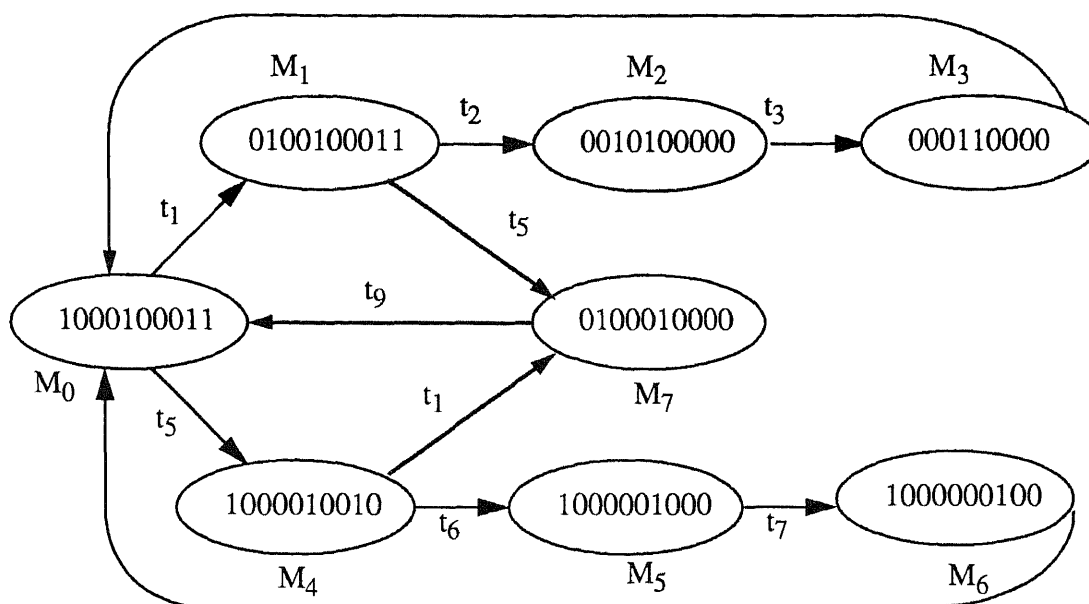 M₁ M₂ M₃
0100100011 t₂ 0010100000 t₃ 000110000
t₁ t₅
1000100011 t₉ 0100010000
M₀ t₅ t₁ M₇
1000010010 t₆ 1000001000 t₇ 1000000100
M₄ M₅ M₆